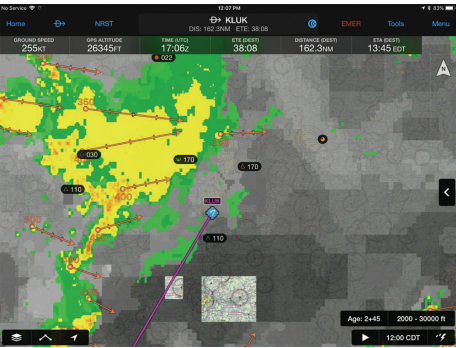 No Service
12:07 PM
83%
Home
NRST
KLUK
DIS: 162.3NM ETE: 38:08
EMER
Tools
Menu
GROUND SPEED
GPS ALTITUDE
TIME (UTC)
ETE (DEST)
DISTANCE (DEST)
ETA (DEST)
255KT
26345FT
17:06z
38:08
162.3NM
13:45 EDT
022
N
350
030
170
170
110
400
KLUK
110
Age: 2+45
2000 - 30000 ft
12:00 CDT